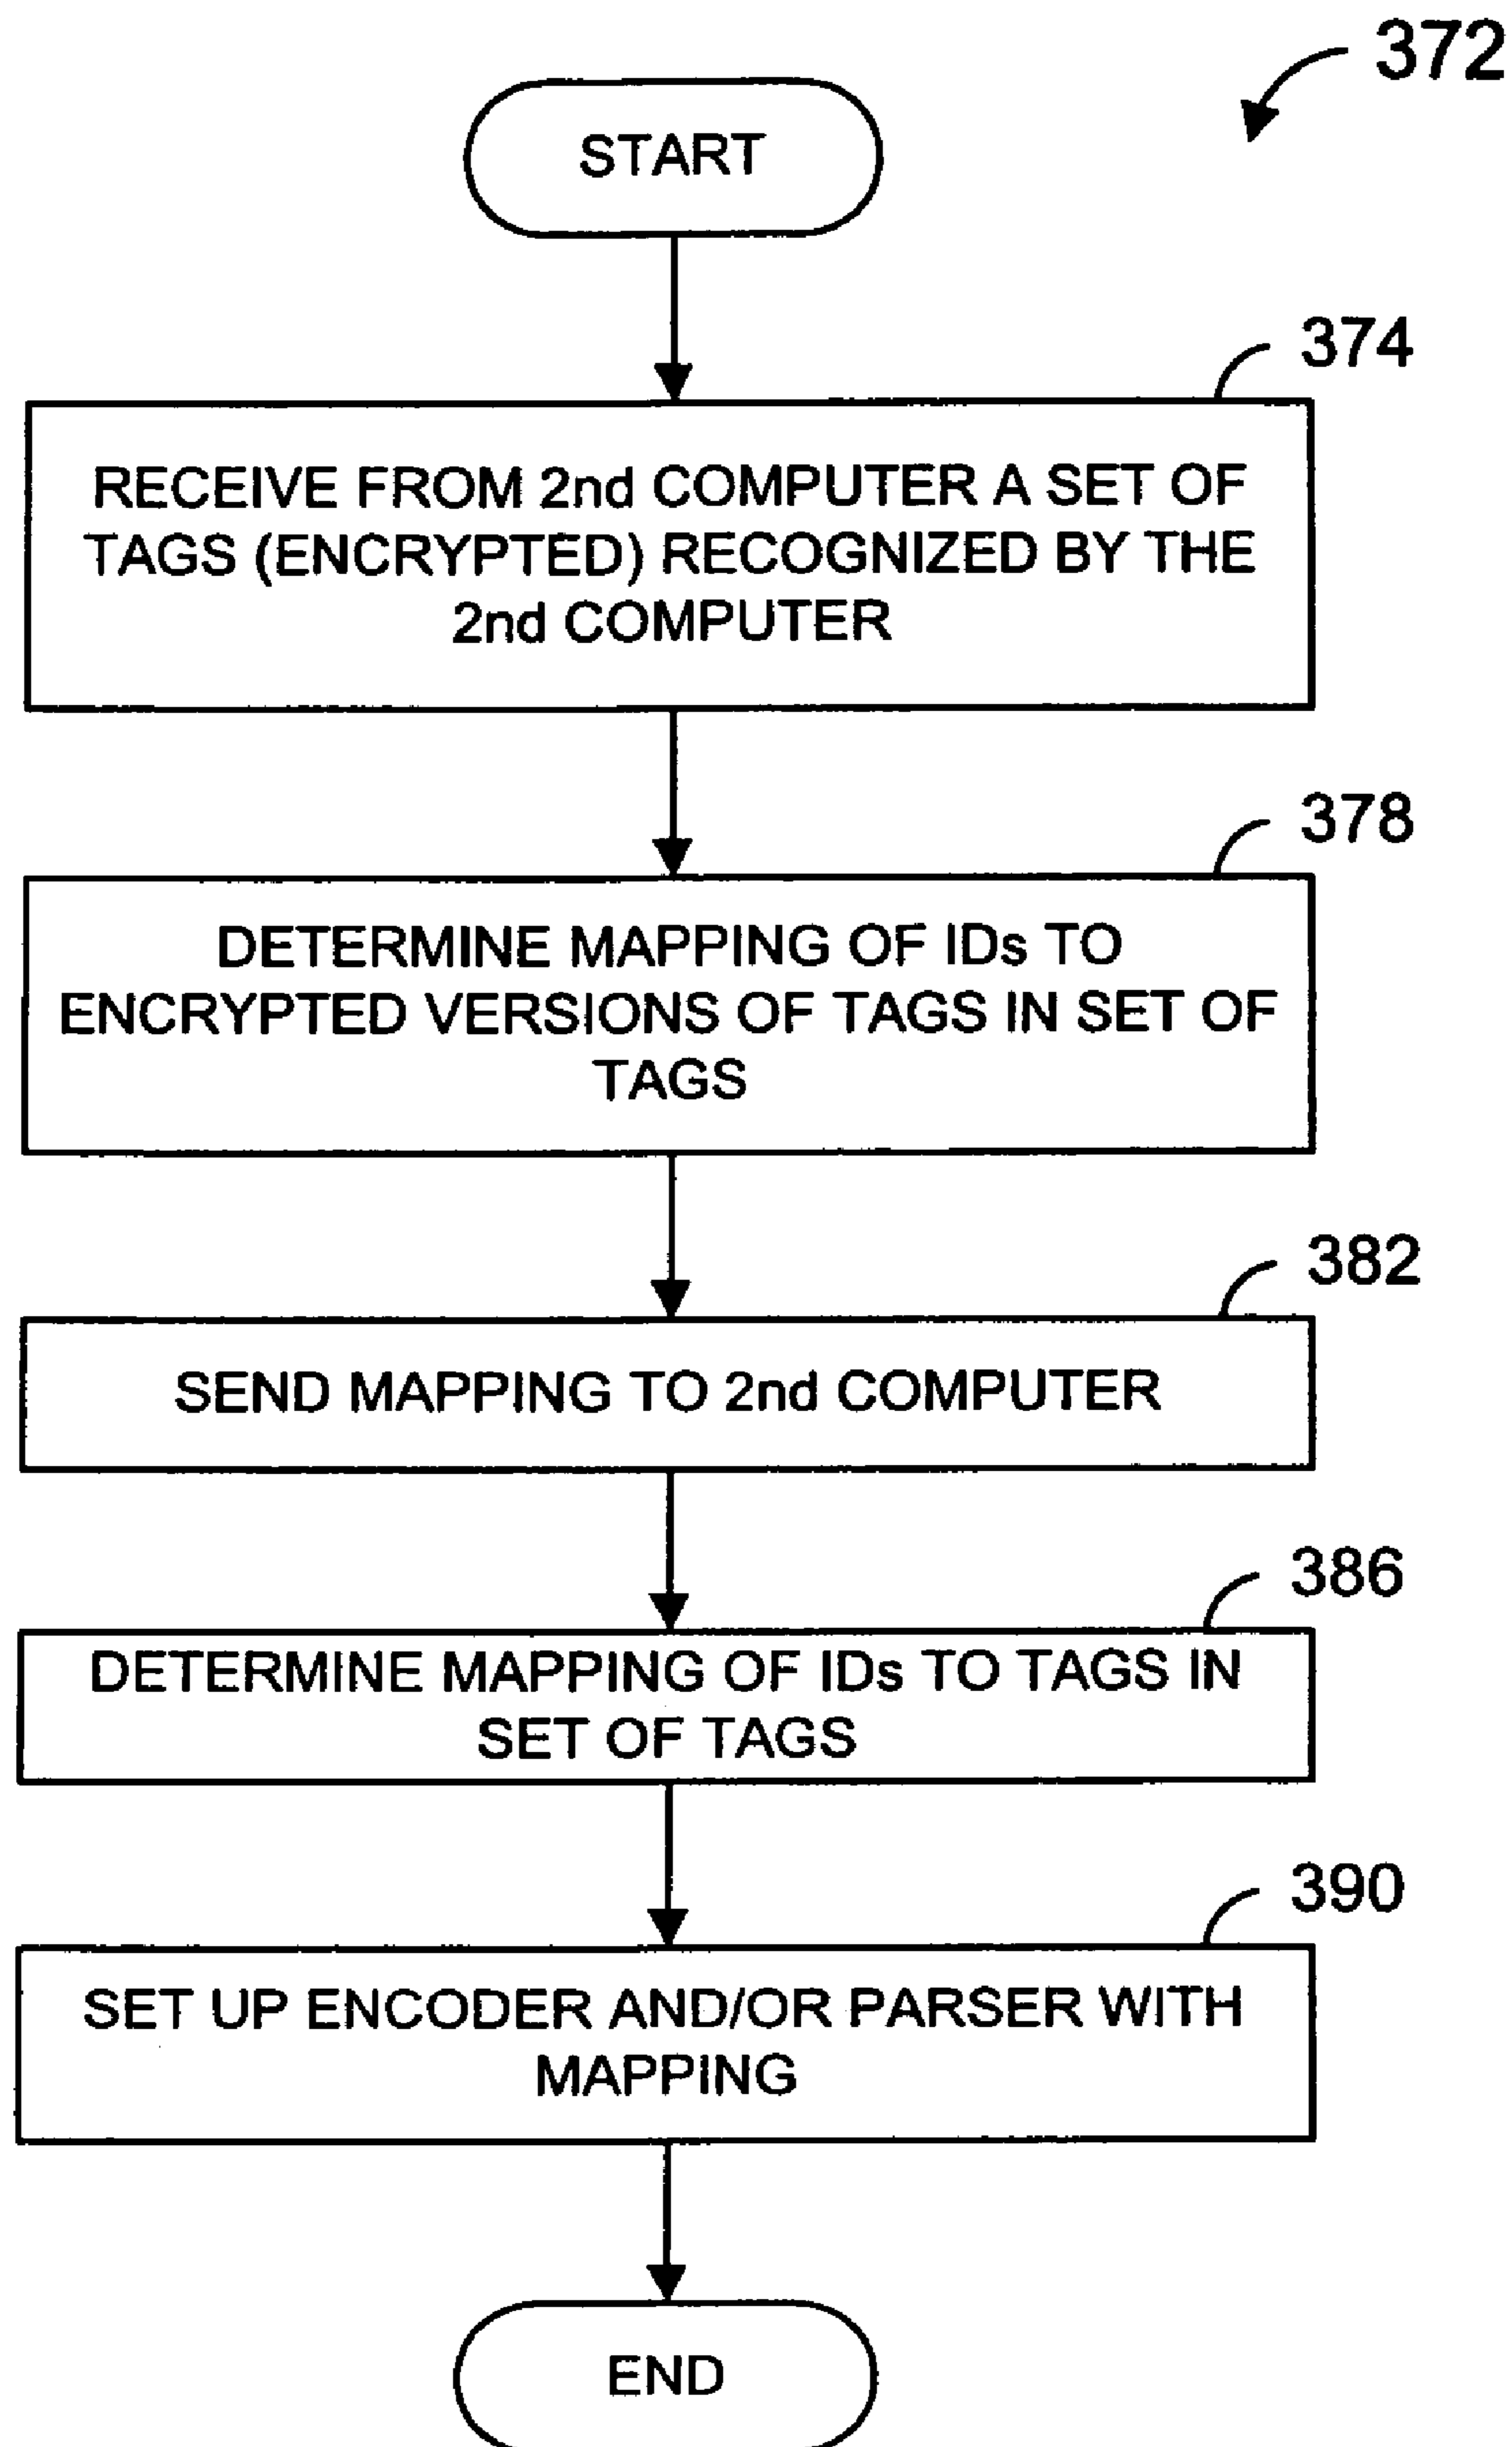 372
START
374
RECEIVE FROM 2nd COMPUTER A SET OF
TAGS (ENCRYPTED) RECOGNIZED BY THE
2nd COMPUTER
378
DETERMINE MAPPING OF IDs TO
ENCRYPTED VERSIONS OF TAGS IN SET OF
TAGS
382
SEND MAPPING TO 2nd COMPUTER
386
DETERMINE MAPPING OF IDs TO TAGS IN
SET OF TAGS
390
SET UP ENCODER AND/OR PARSER WITH
MAPPING
END